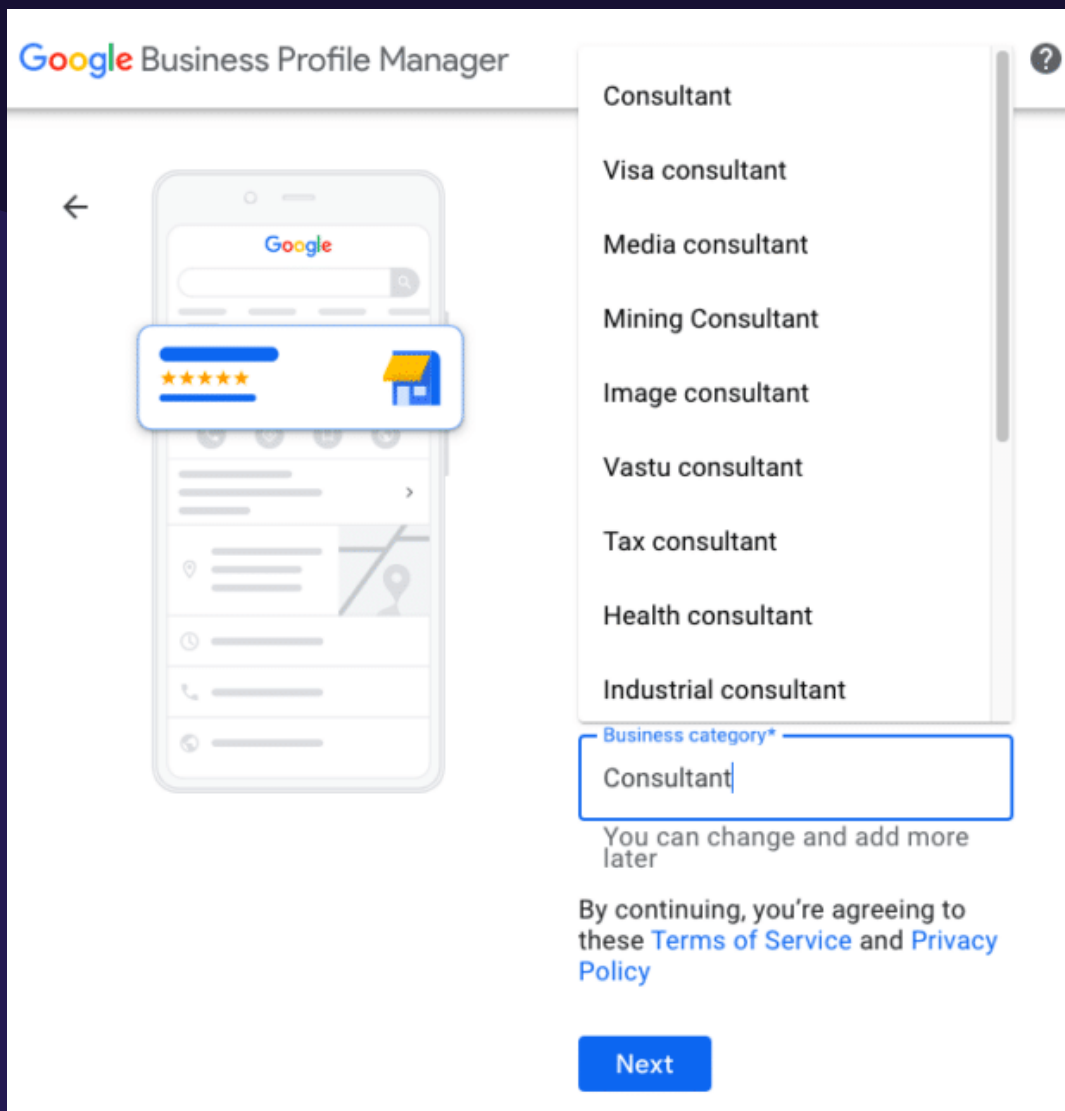 Google Business Profile Manager
?
Google
Consultant
Visa consultant
Media consultant
Mining Consultant
Image consultant
Vastu consultant
Tax consultant
Health consultant
Industrial consultant
Business category*
Consultant
You can change and add more
later
By continuing, you’re agreeing to
these Terms of Service and Privacy
Policy
Next